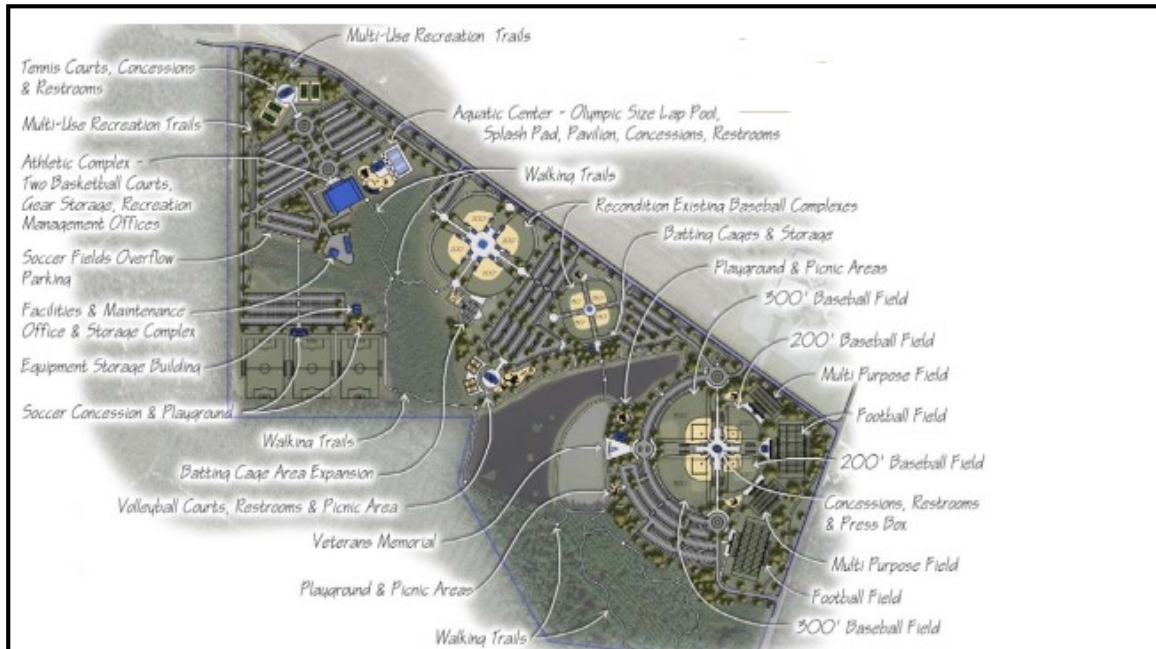 Multi-Use Recreation Trails
Tennis Courts, Concessions
& Restrooms
Multi-Use Recreation Trails
Athletic Complex -
Two Basketball Courts,
Gear Storage, Recreation
Management Offices
Soccer Fields Overflow
Parking
Facilities & Maintenance
Office & Storage Complex
Equipment Storage Building
Soccer Concession & Playground
Walking Trails
Batting Cage Area Expansion
Volleyball Courts, Restrooms & Picnic Area
Veterans Memorial
Playground & Picnic Areas
Walking Trails
Aquatic Center - Olympic Size Lap Pool,
Splash Pad, Pavilion, Concessions, Restrooms
Walking Trails
Recondition Existing Baseball Complexes
Batting Cages & Storage
Playground & Picnic Areas
300' Baseball Field
200' Baseball Field
Multi Purpose Field
Football Field
200' Baseball Field
Concessions, Restrooms
& Press Box
Multi Purpose Field
Football Field
300' Baseball Field